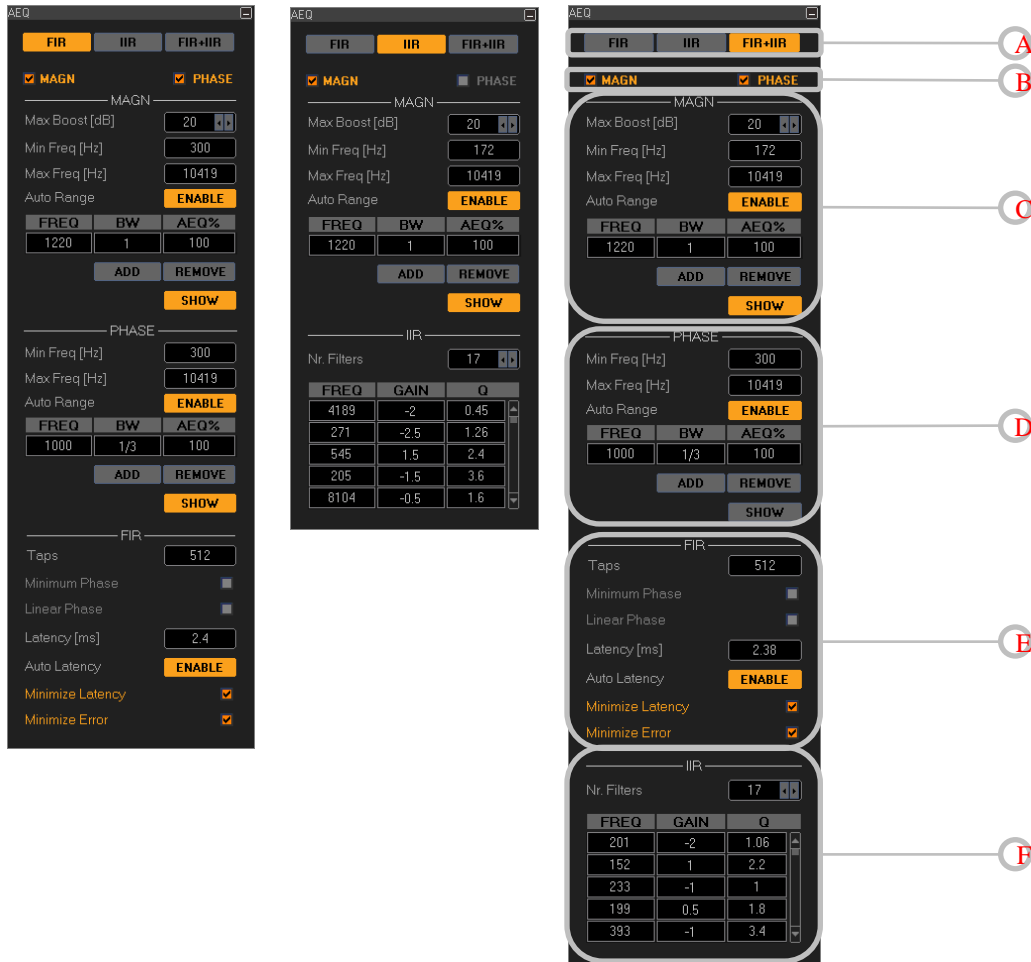 AEQ
FIR IIR FIR+IIR
MAGN PHASE
MAGN
Max Boost [dB] 20
Min Freq [Hz] 300
Max Freq [Hz] 10419
Auto Range ENABLE
FREQ BW AEQ%
1220 1 100
ADD REMOVE
SHOW
PHASE
Min Freq [Hz] 300
Max Freq [Hz] 10419
Auto Range ENABLE
FREQ BW AEQ%
1000 1/3 100
ADD REMOVE
SHOW
FIR
Taps 512
Minimum Phase
Linear Phase
Latency [ms] 2.4
Auto Latency ENABLE
Minimize Latency
Minimize Error
AEQ
FIR IIR FIR+IIR
MAGN PHASE
MAGN
Max Boost [dB] 20
Min Freq [Hz] 172
Max Freq [Hz] 10419
Auto Range ENABLE
FREQ BW AEQ%
1220 1 100
ADD REMOVE
SHOW
IIR
Nr. Filters 17
FREQ GAIN Q
4189 -2 0.45
271 -2.5 1.26
545 1.5 2.4
205 -1.5 3.6
8104 -0.5 1.6
AEQ
FIR IIR FIR+IIR
MAGN PHASE
MAGN
Max Boost [dB] 20
Min Freq [Hz] 172
Max Freq [Hz] 10419
Auto Range ENABLE
FREQ BW AEQ%
1220 1 100
ADD REMOVE
SHOW
PHASE
Min Freq [Hz] 300
Max Freq [Hz] 10419
Auto Range ENABLE
FREQ BW AEQ%
1000 1/3 100
ADD REMOVE
SHOW
FIR
Taps 512
Minimum Phase
Linear Phase
Latency [ms] 2.38
Auto Latency ENABLE
Minimize Latency
Minimize Error
IIR
Nr. Filters 17
FREQ GAIN Q
201 -2 1.06
152 1 2.2
233 -1 1
199 0.5 1.8
393 -1 3.4
A
B
C
D
E
F